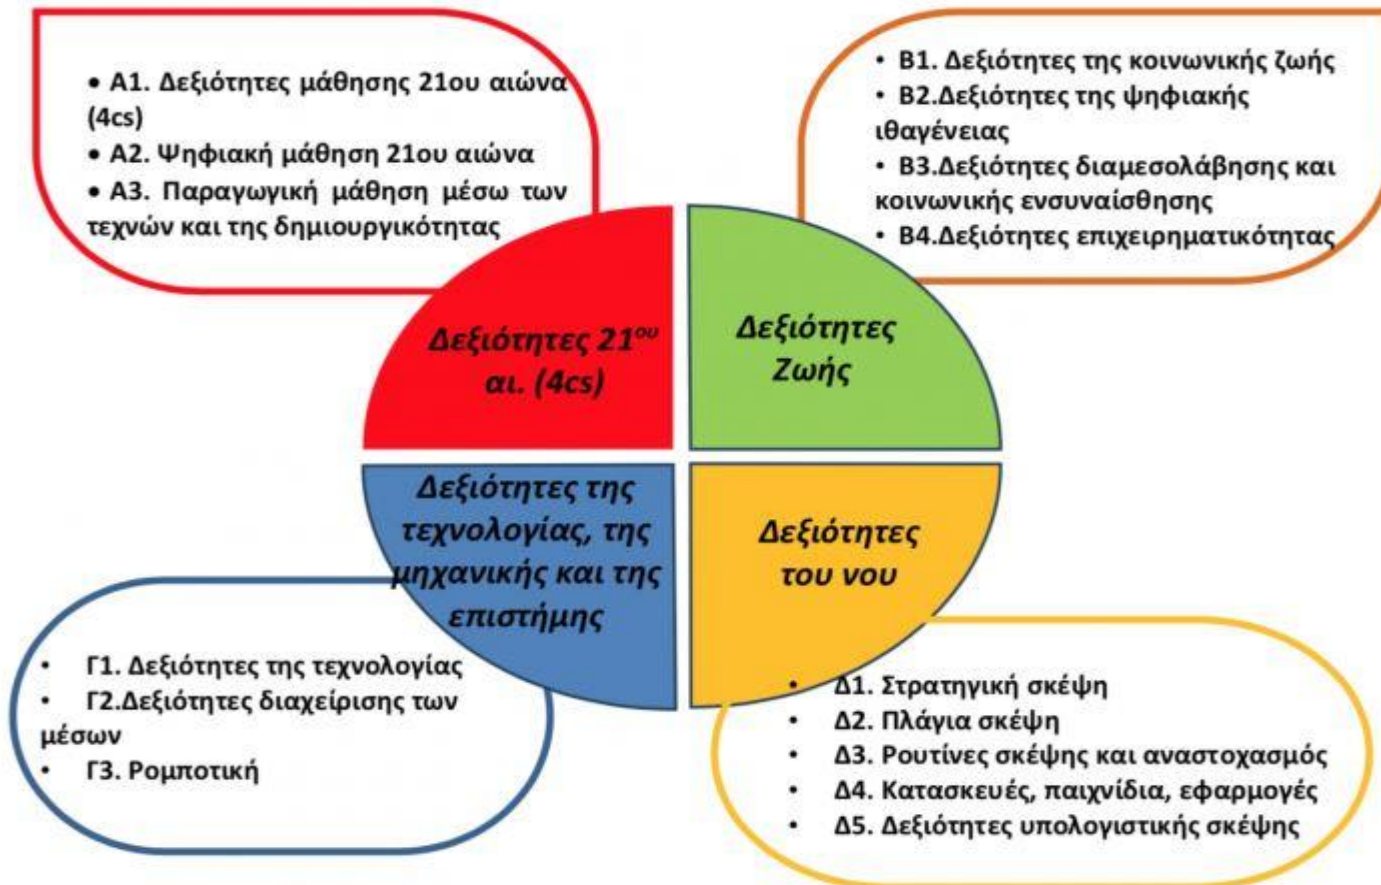 • Α1. Δεξιότητες μάθησης 21ου αιώνα
(4cs)
• Α2. Ψηφιακή μάθηση 21ου αιώνα
• Α3. Παραγωγική μάθηση μέσω των
τεχνών και της δημιουργικότητας
• Β1. Δεξιότητες της κοινωνικής ζωής
• Β2.Δεξιότητες της ψηφιακής
ιθαγένειας
• Β3.Δεξιότητες διαμεσολάβησης και
κοινωνικής ενσυναίσθησης
• Β4.Δεξιότητες επιχειρηματικότητας
Δεξιότητες 21ου
αι. (4cs)
Δεξιότητες
Ζωής
Δεξιότητες της
τεχνολογίας, της
μηχανικής και της
επιστήμης
Δεξιότητες
του νου
• Γ1. Δεξιότητες της τεχνολογίας
• Γ2.Δεξιότητες διαχείρισης των
μέσων
• Γ3. Ρομποτική
• Δ1. Στρατηγική σκέψη
• Δ2. Πλάγια σκέψη
• Δ3. Ρουτίνες σκέψης και αναστοχασμός
• Δ4. Κατασκευές, παιχνίδια, εφαρμογές
• Δ5. Δεξιότητες υπολογιστικής σκέψης